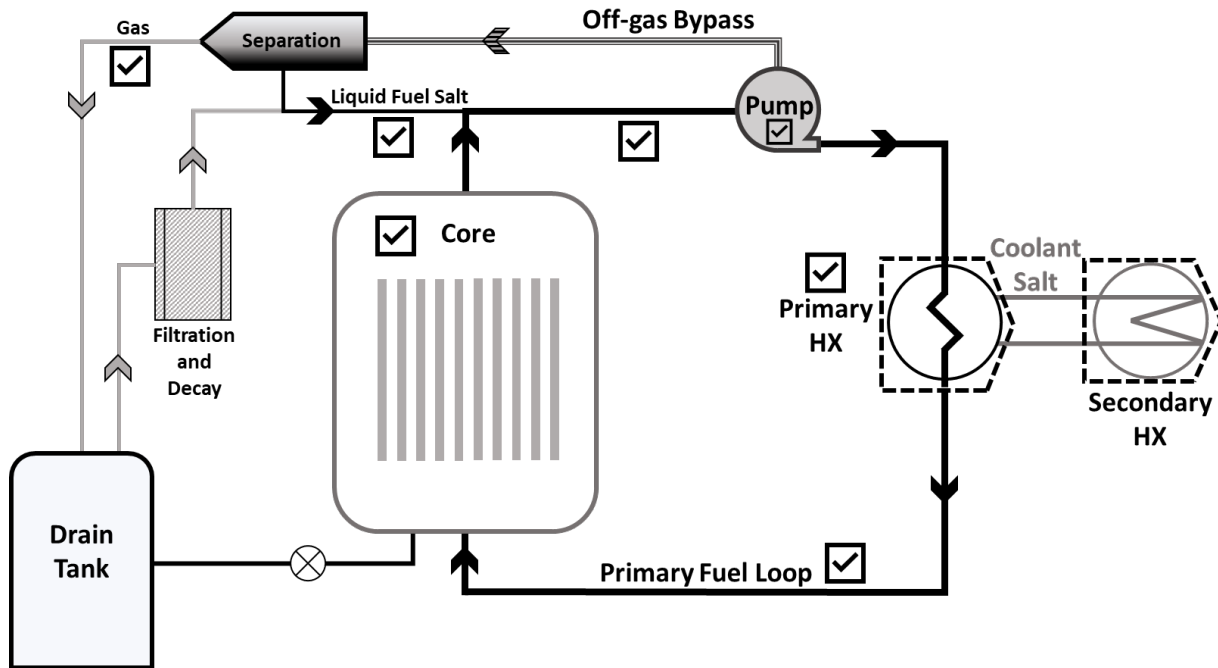 Off-gas Bypass
Gas
Separation
Liquid Fuel Salt
Pump
Core
Coolant
Salt
Primary
HX
Filtration
and
Decay
Secondary
HX
Drain
Tank
Primary Fuel Loop